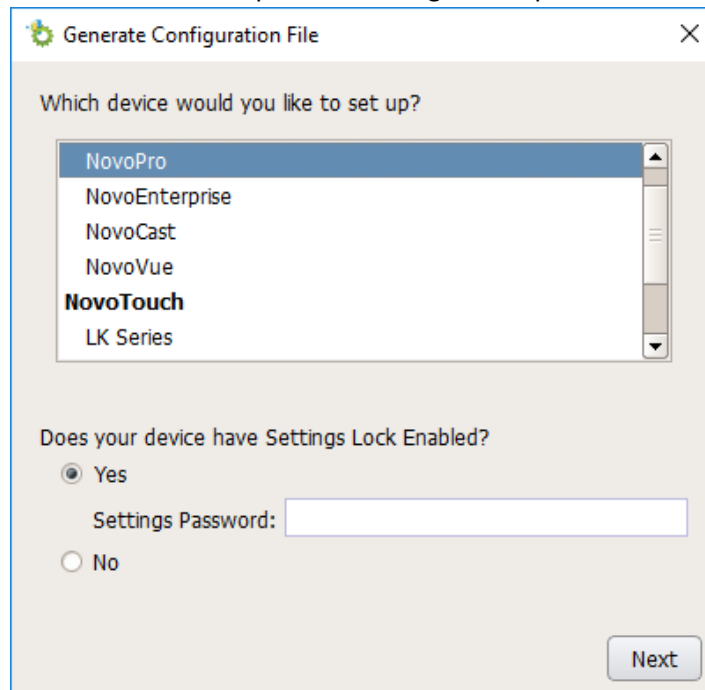 Generate Configuration File
Which device would you like to set up?
NovoPro
NovoEnterprise
NovoCast
NovoVue
NovoTouch
LK Series
Does your device have Settings Lock Enabled?
Yes
Settings Password:
No
Next